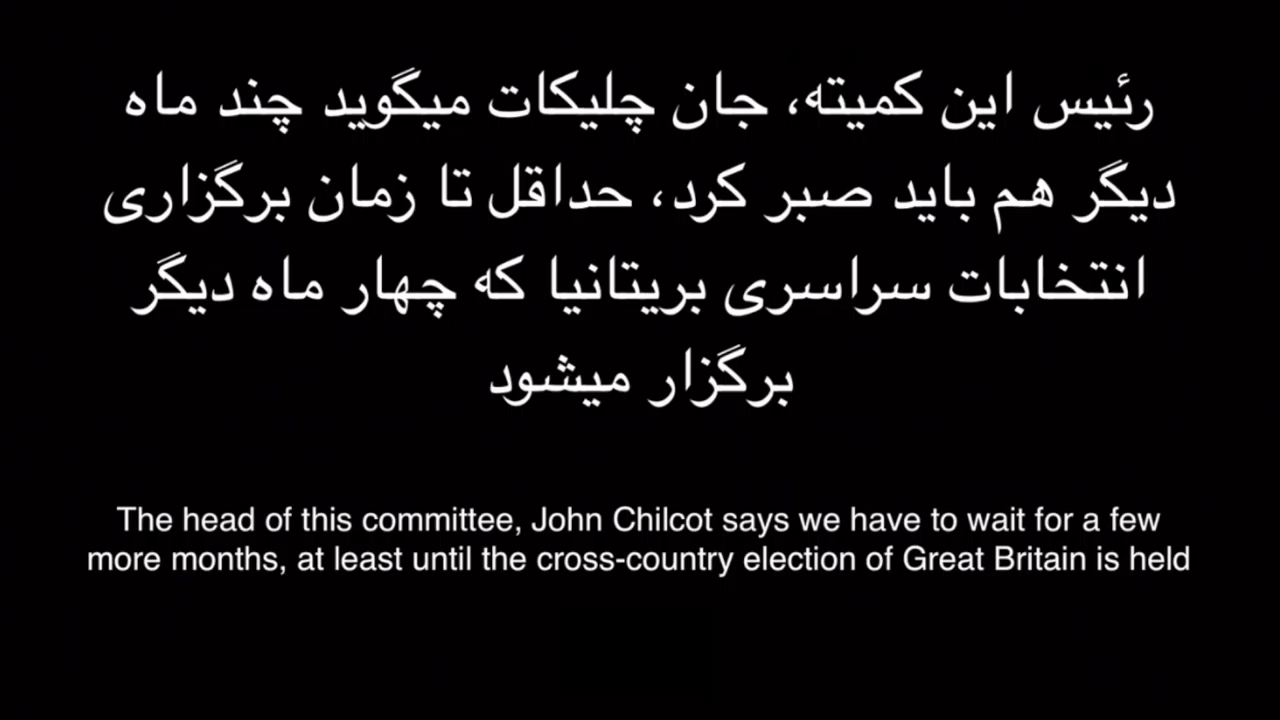 رئیس این کمیته، جان چلیکات میگوید چند ماه
دیگر هم باید صبر کرد، حداقل تا زمان برگزاری
انتخابات سراسری بریتانیا که چهار ماه دیگر
برگزار میشود
The head of this committee, John Chilcot says we have to wait for a few
more months, at least until the cross-country election of Great Britain is held